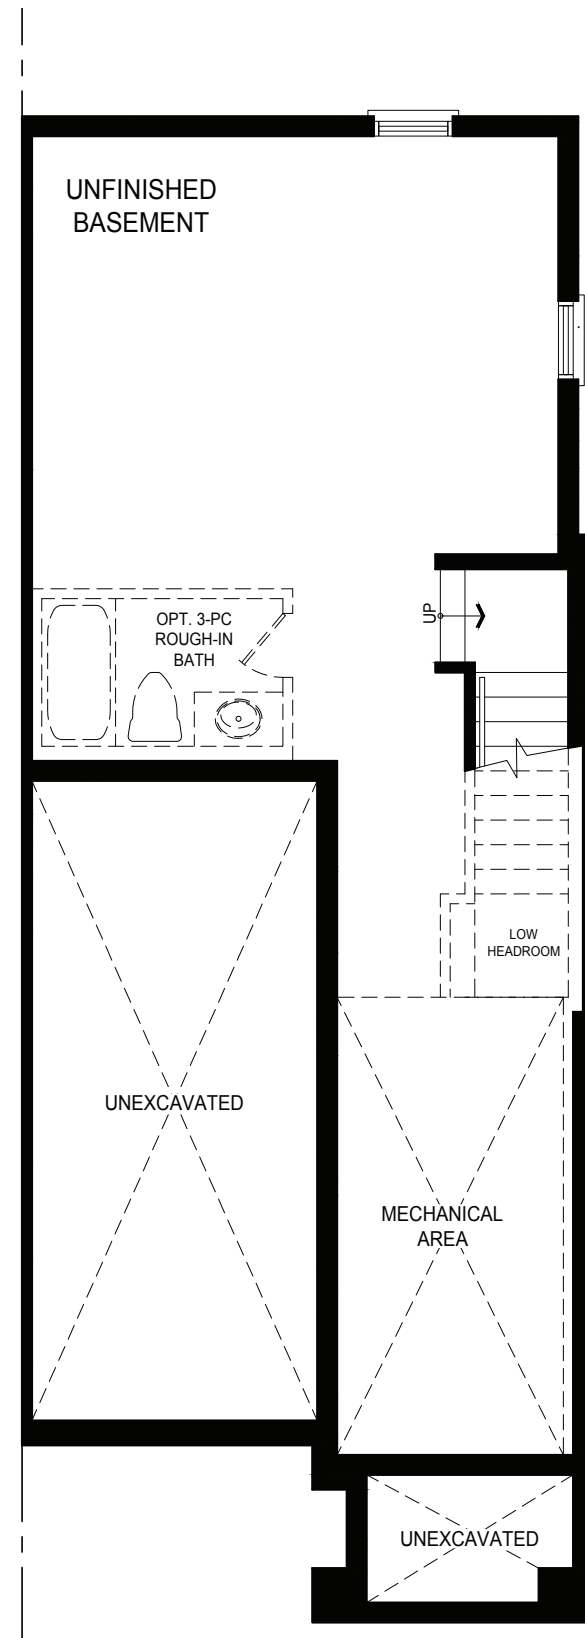 UNFINISHED
BASEMENT
OPT. 3-PC
ROUGH-IN
BATH
UP
LOW
HEADROOM
UNEXCAVATED
MECHANICAL
AREA
UNEXCAVATED